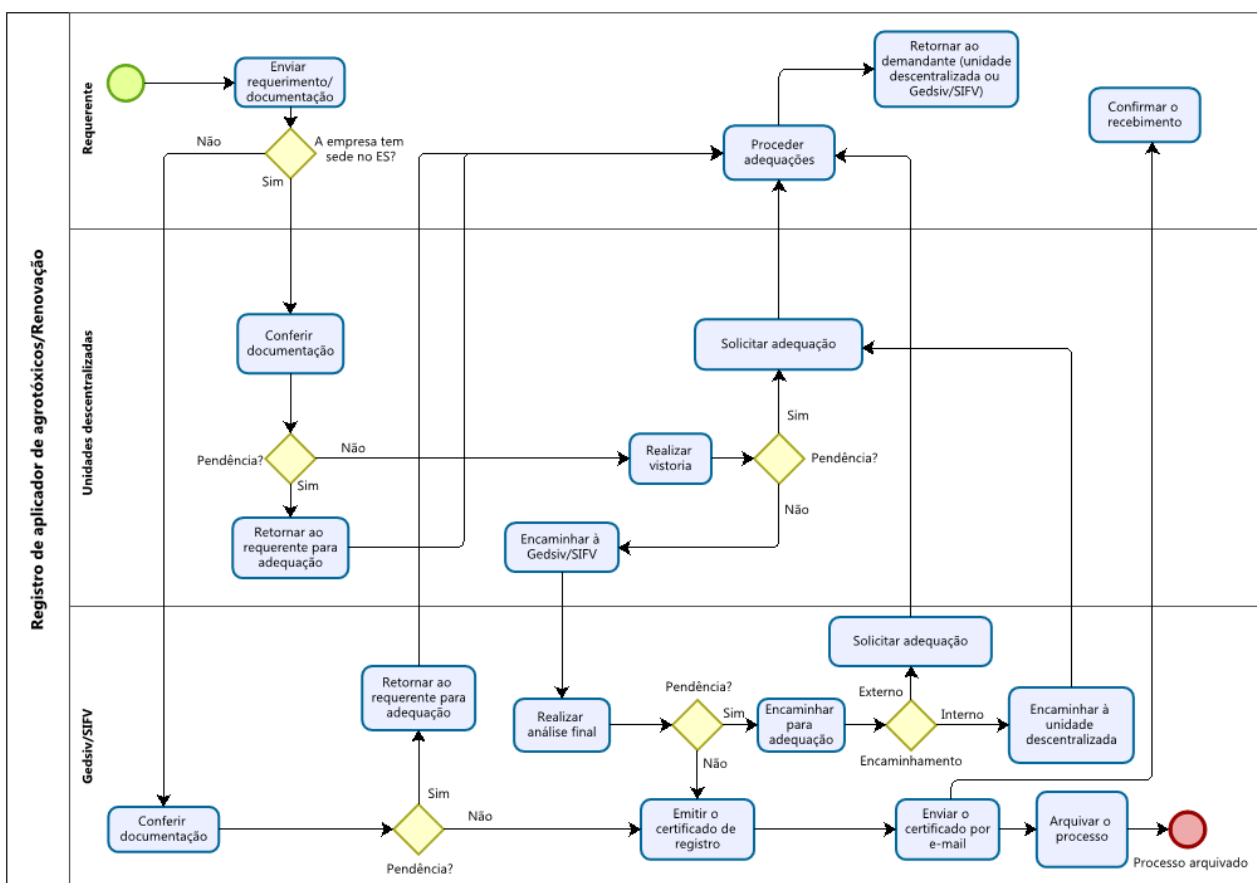 Registro de aplicador de agrotóxicos/Renovação
Requerente
Enviar
requerimento/
documentação
A empresa tem
sede no ES?
Não
Sim
Proceder
adequações
Retornar ao
demandante (unidade
descentralizada ou
Gedsiv/SIFV)
Confirmar o
recebimento
Unidades descentralizadas
Conferir
documentação
Pendência?
Não
Sim
Retornar ao
requerente para
adequação
Realizar
vistoria
Solicitar adequação
Sim
Pendência?
Não
Encaminhar à
Gedsiv/SIFV
Gedsiv/SIFV
Conferir
documentação
Pendência?
Sim
Não
Retornar ao
requerente para
adequação
Realizar
análise final
Pendência?
Sim
Não
Encaminhar
para
adequação
Solicitar adequação
Externo
Interno
Encaminhamento
Encaminhar à
unidade
descentralizada
Emitir o
certificado de
registro
Enviar o
certificado por
e-mail
Arquivar o
processo
Processo arquivado